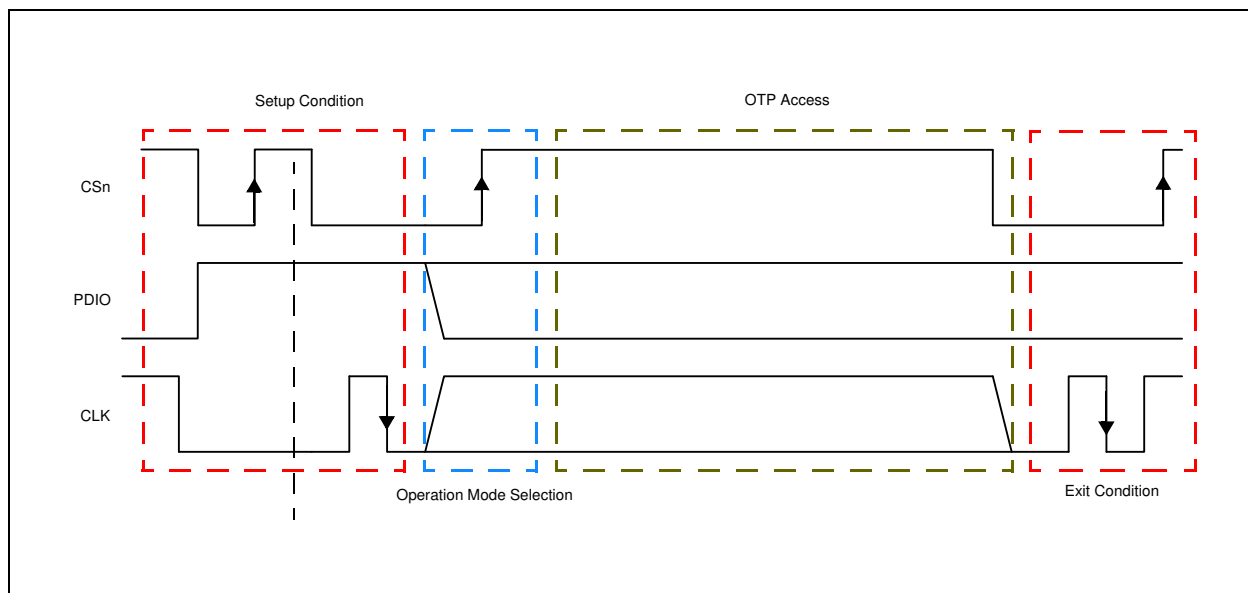 Setup Condition
OTP Access
CSn
PDIO
CLK
Operation Mode Selection
Exit Condition